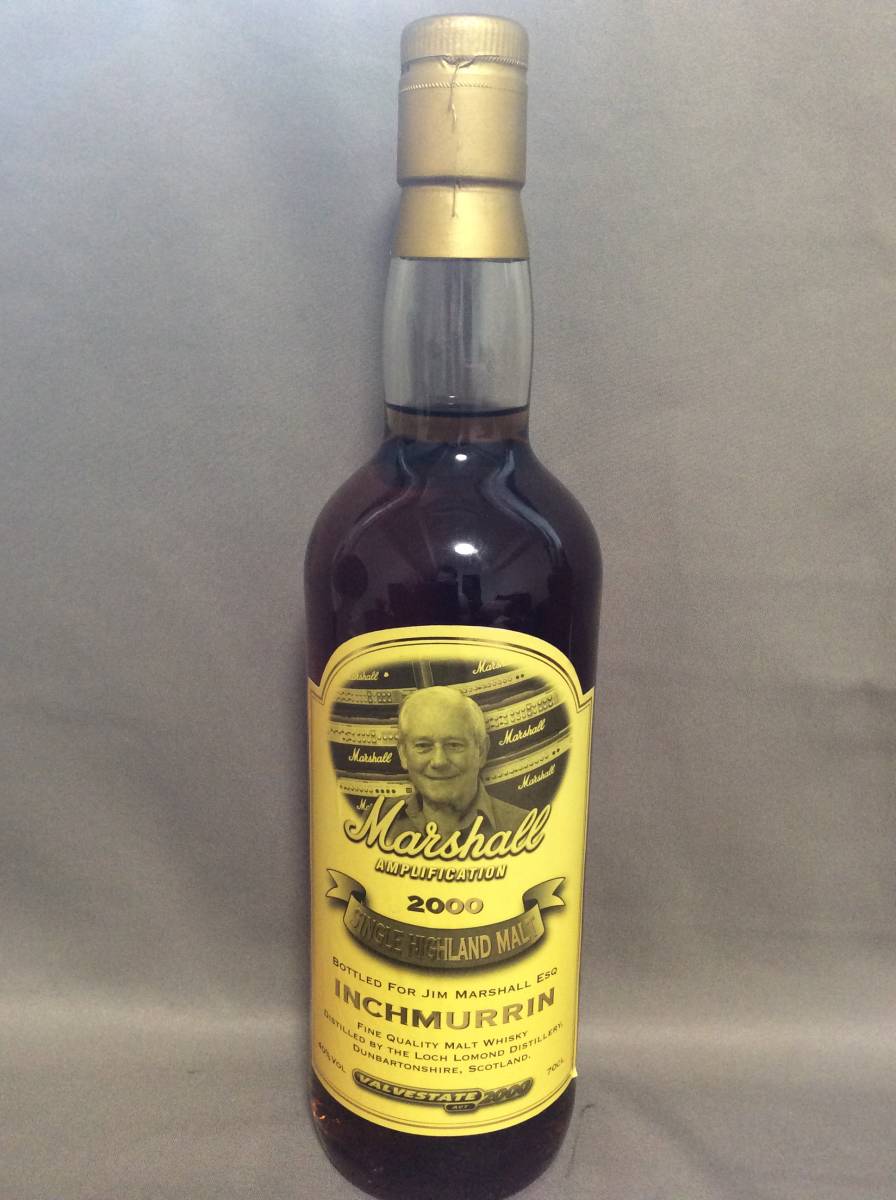 Marshall
Marshall
Marshall
Marshall
Marshall
AMPLIFICATION
2000
SINGLE HIGHLAND MALT
BOTTLED FOR JIM MARSHALL ESQ
INCHMURRIN
FINE QUALITY MALT WHISKY
DISTILLED BY THE LOCH LOMOND DISTILLERY,
DUNBARTONSHIRE, SCOTLAND.
40%VOL 70CL
VALVESTATE 2000
AVT